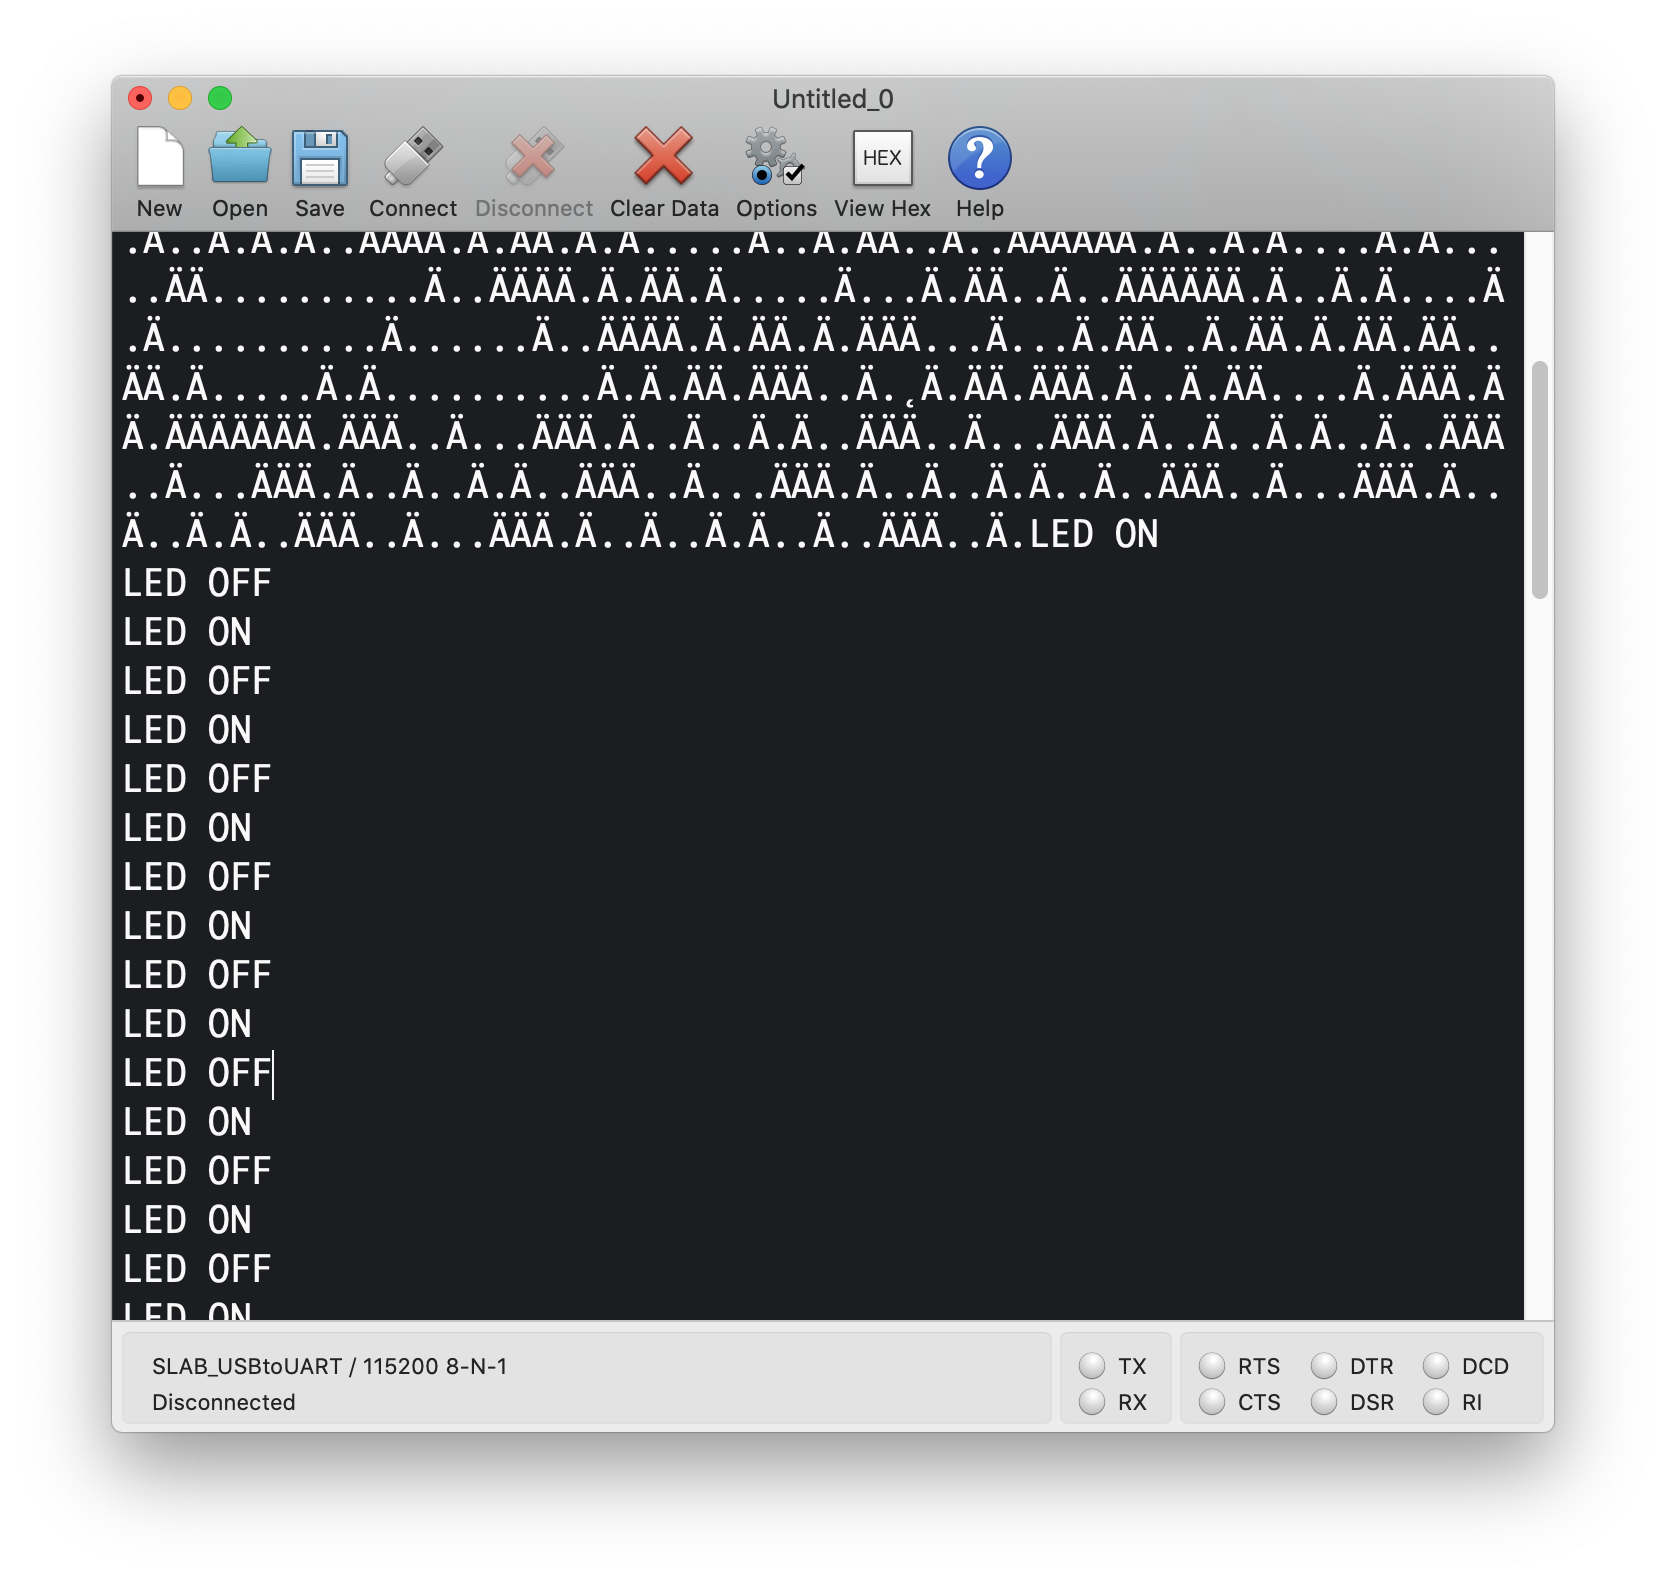 Untitled_0
New Open Save Connect Disconnect Clear Data Options HEX View Hex Help
.Ä..Ä.Ä.Ä..ÄÄÄÄ.Ä.ÄÄ.Ä.Ä.....Ä..Ä.ÄÄ..Ä..ÄÄÄÄÄÄ.Ä..Ä.Ä....Ä.Ä...
..ÄÄ..........Ä..ÄÄÄÄ.Ä.ÄÄ.Ä.....Ä...Ä.ÄÄ..Ä..ÄÄÄÄÄÄ.Ä..Ä.Ä....Ä
.Ä..........Ä......Ä..ÄÄÄÄ.Ä.ÄÄ.Ä.ÄÄÄ...Ä...Ä.ÄÄ..Ä.ÄÄ.Ä.ÄÄ.ÄÄ..
ÄÄ.Ä.....Ä.Ä..........Ä.Ä.ÄÄ.ÄÄÄ..Ä.˛Ä.ÄÄ.ÄÄÄ.Ä..Ä.ÄÄ....Ä.ÄÄÄ.Ä
Ä.ÄÄÄÄÄÄÄ.ÄÄÄ..Ä...ÄÄÄ.Ä..Ä..Ä.Ä..ÄÄÄ..Ä...ÄÄÄ.Ä..Ä..Ä.Ä..Ä..ÄÄÄ
..Ä...ÄÄÄ.Ä..Ä..Ä.Ä..ÄÄÄ..Ä...ÄÄÄ.Ä..Ä..Ä.Ä..Ä..ÄÄÄ..Ä...ÄÄÄ.Ä..
Ä..Ä.Ä..ÄÄÄ..Ä...ÄÄÄ.Ä..Ä..Ä.Ä..Ä..ÄÄÄ..Ä.LED ON
LED OFF
LED ON
LED OFF
LED ON
LED OFF
LED ON
LED OFF
LED ON
LED OFF
LED ON
LED OFF
LED ON
LED OFF
LED ON
LED OFF
LED ON
SLAB_USBtoUART / 115200 8-N-1
Disconnected
TX RTS DTR DCD
RX CTS DSR RI